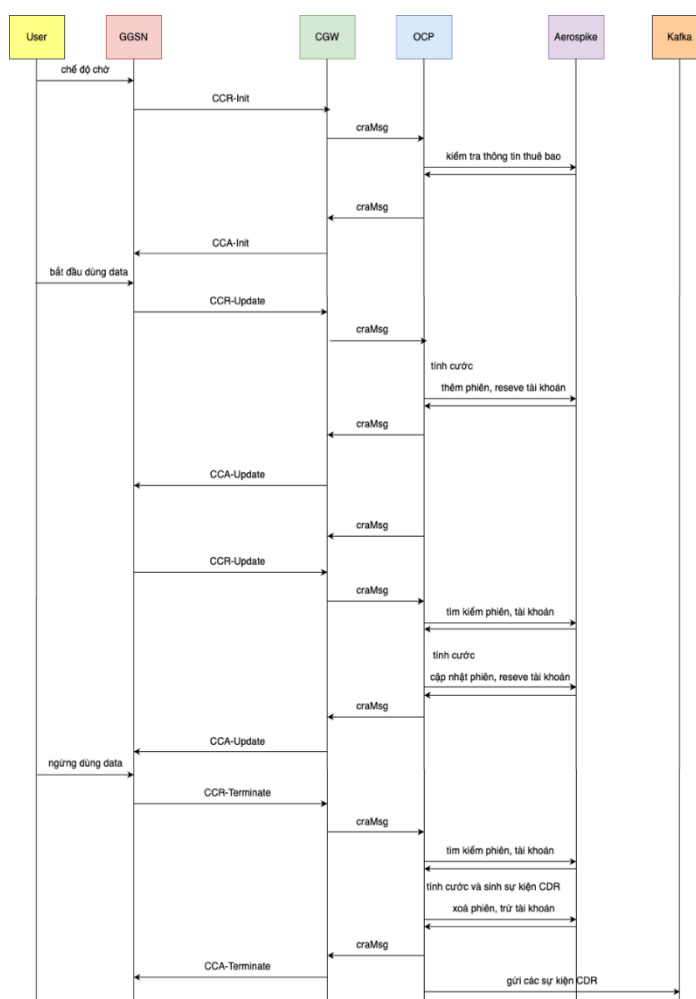 User
GGSN
CGW
OCP
Aerospike
Kafka
chế độ chờ
CCR-Init
craMsg
kiểm tra thông tin thuê bao
craMsg
CCA-Init
bắt đầu dùng data
CCR-Update
craMsg
tính cước
thêm phiên, reseve tài khoản
craMsg
CCA-Update
craMsg
CCR-Update
craMsg
tìm kiếm phiên, tài khoản
tính cước
cập nhật phiên, reseve tài khoản
craMsg
CCA-Update
ngừng dùng data
CCR-Terminate
craMsg
tìm kiếm phiên, tài khoản
tính cước và sinh sự kiện CDR
xoá phiên, trừ tài khoản
craMsg
CCA-Terminate
gửi các sự kiện CDR